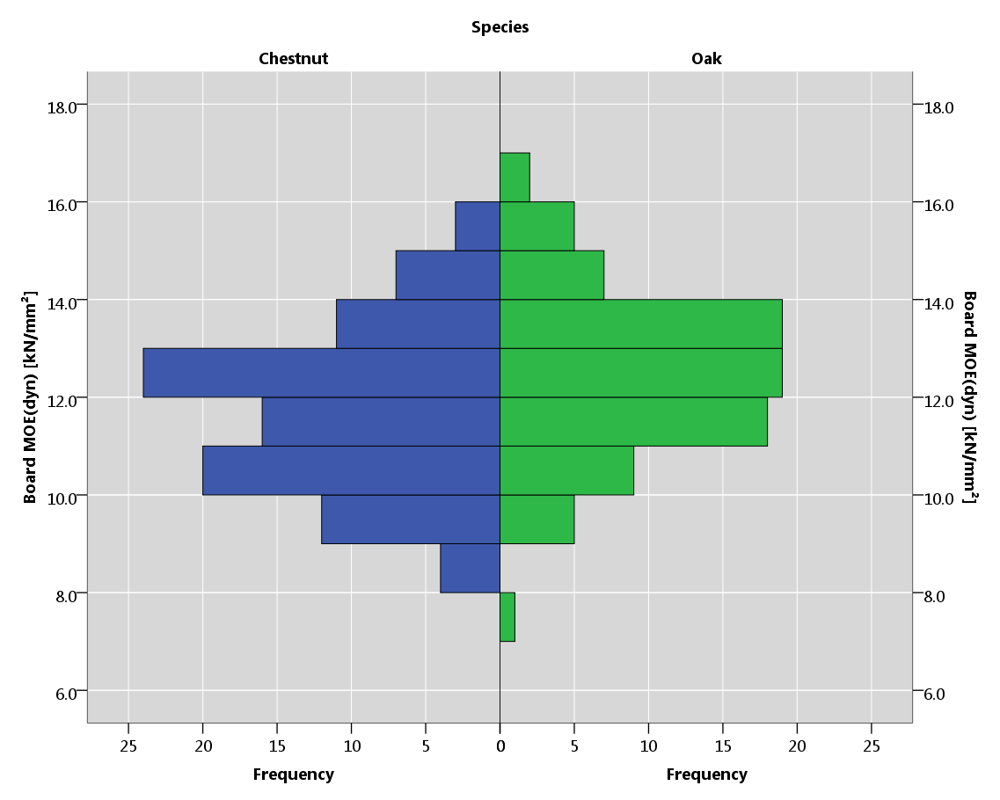 Species
Chestnut Oak
18.0 18.0
16.0 16.0
14.0 14.0
12.0 12.0
10.0 10.0
8.0 8.0
6.0 6.0
Board MOE(dyn) [kN/mm²]
Board MOE(dyn) [kN/mm²]
25 20 15 10 5 0 5 10 15 20 25
Frequency Frequency